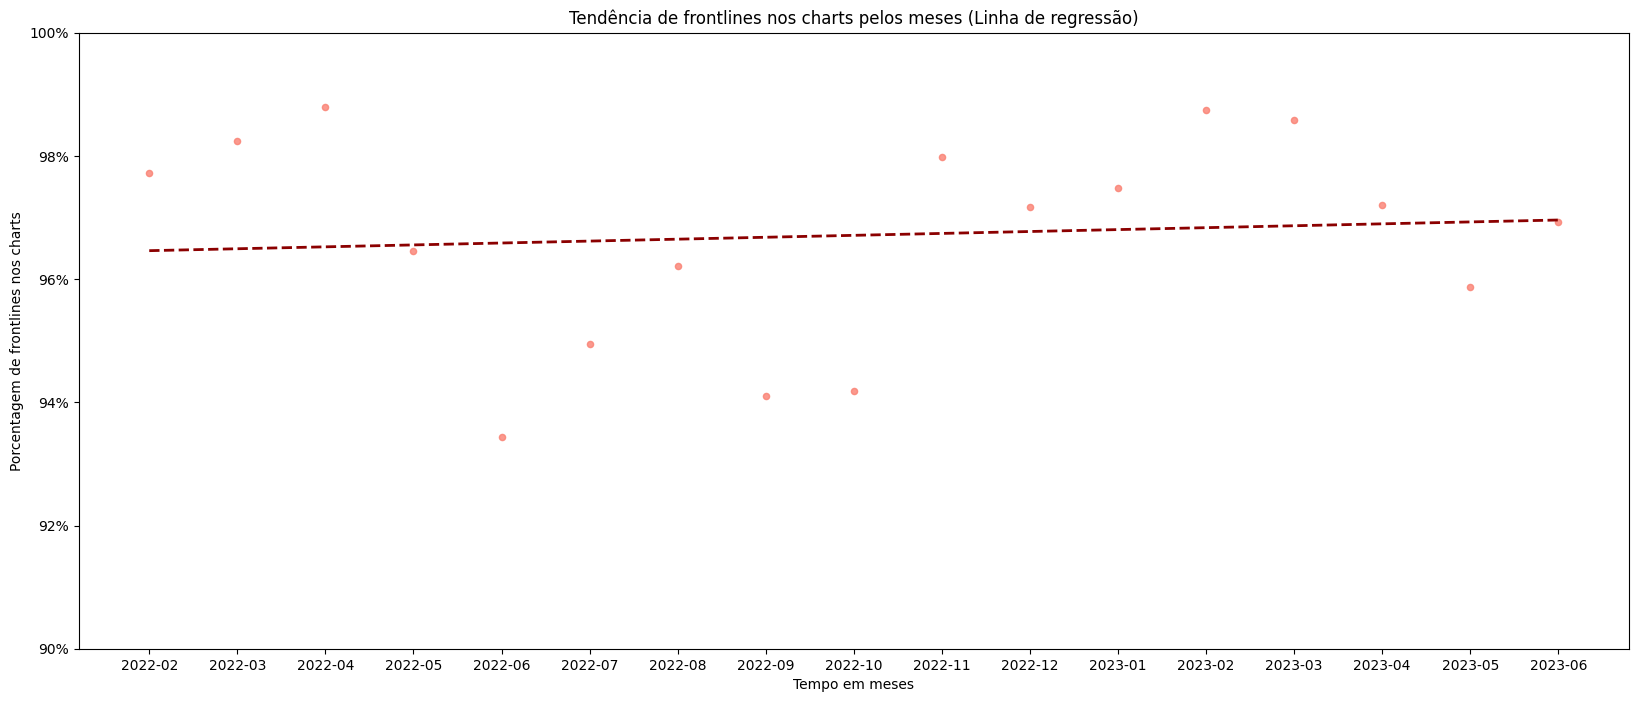 Tendência de frontlines nos charts pelos meses (Linha de regressão)
Porcentagem de frontlines nos charts
100%
98%
96%
94%
92%
90%
2022-02 2022-03 2022-04 2022-05 2022-06 2022-07 2022-08 2022-09 2022-10 2022-11 2022-12 2023-01 2023-02 2023-03 2023-04 2023-05 2023-06
Tempo em meses